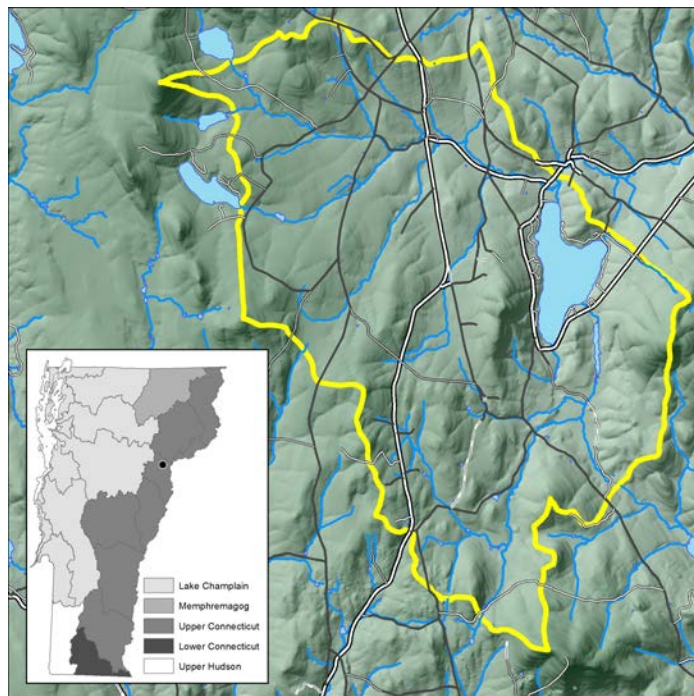 Lake Champlain
Memphremagog
Upper Connecticut
Lower Connecticut
Upper Hudson